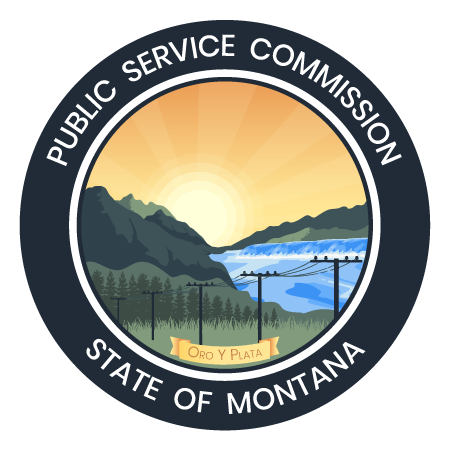 PUBLIC SERVICE COMMISSION
ORO Y PLATA
STATE OF MONTANA